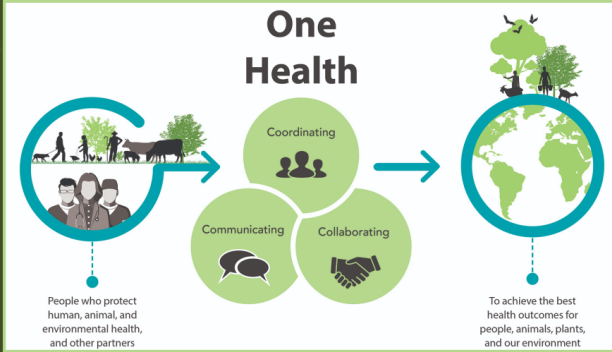 One
Health
Coordinating
Communicating
Collaborating
People who protect
human, animal, and
environmental health,
and other partners
To achieve the best
health outcomes for
people, animals, plants,
and our environment